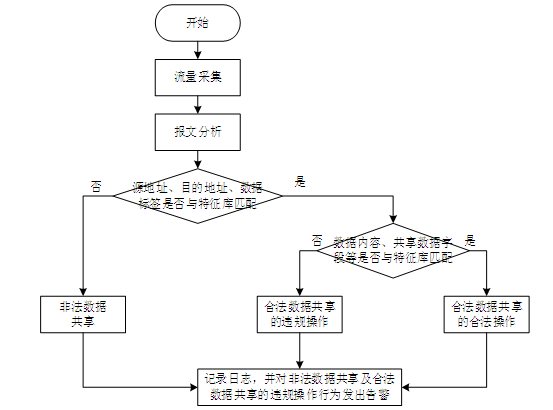 开始
流量采集
报文分析
源地址、目的地址、数据
标签是否与特征库匹配
否
是
数据内容、共享数据字
段等是否与特征库匹配
否
是
非法数据
共享
合法数据共享
的违规操作
合法数据共享
的合法操作
记录日志，并对非法数据共享及合法
数据共享的违规操作行为发出告警